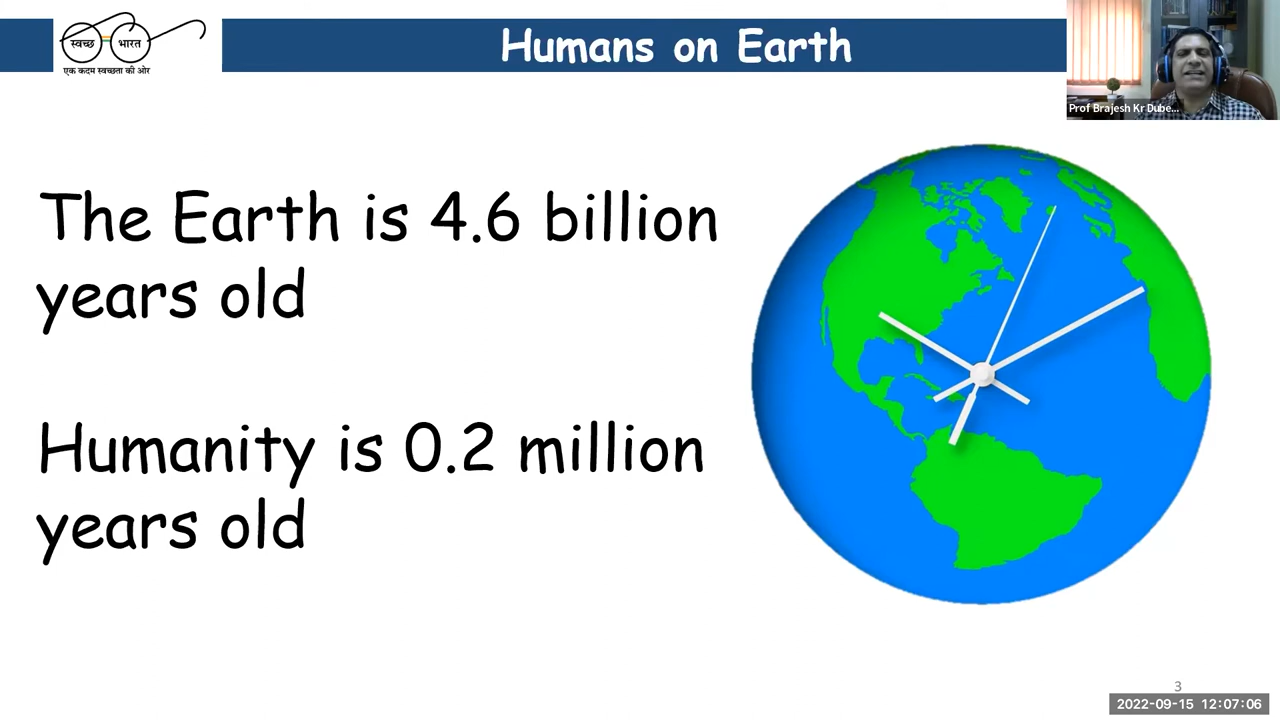 स्वच्छ भारत
एक कदम स्वच्छता की ओर
Humans on Earth
Prof Brajesh Kr Dube...
The Earth is 4.6 billion
years old
Humanity is 0.2 million
years old
3
2022-09-15 12:07:06